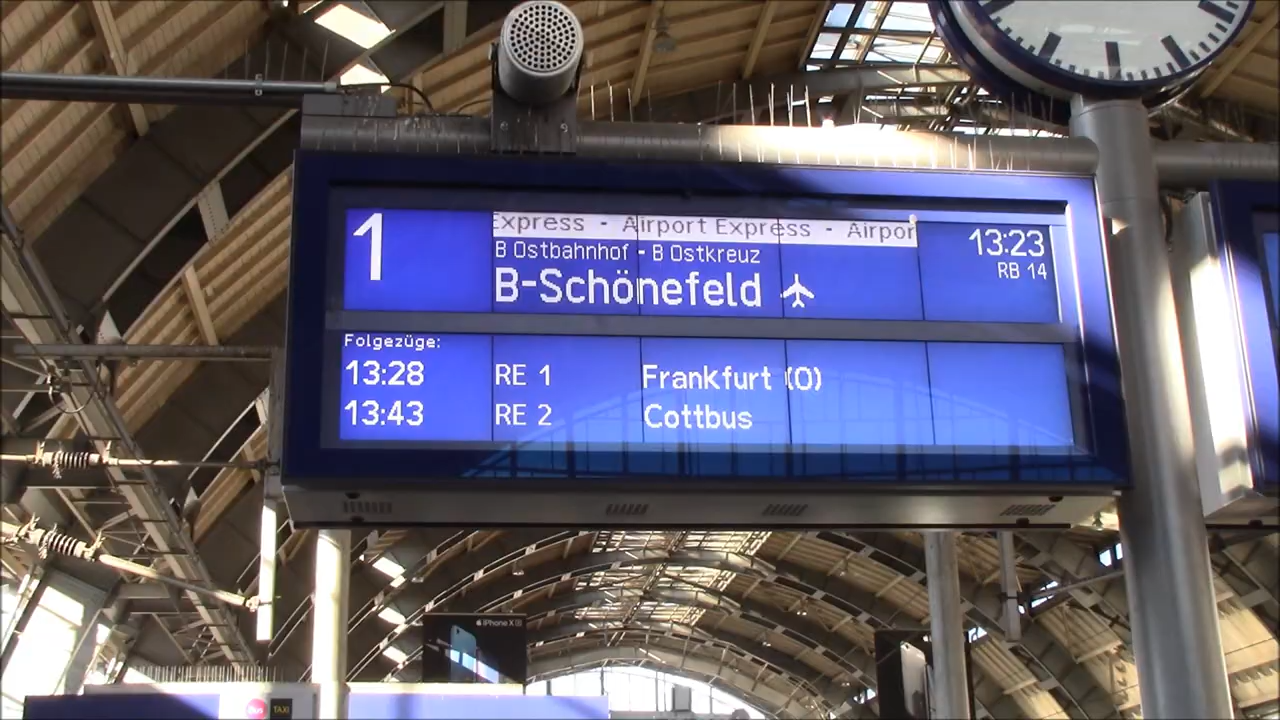 1
Express - Airport Express - Airpor
13:23
B Ostbahnhof - B Ostkreuz
RB 14
B-Schönefeld
Folgezüge:
13:28 RE 1 Frankfurt (O)
13:43 RE 2 Cottbus
iPhone XR
Bus TAXI